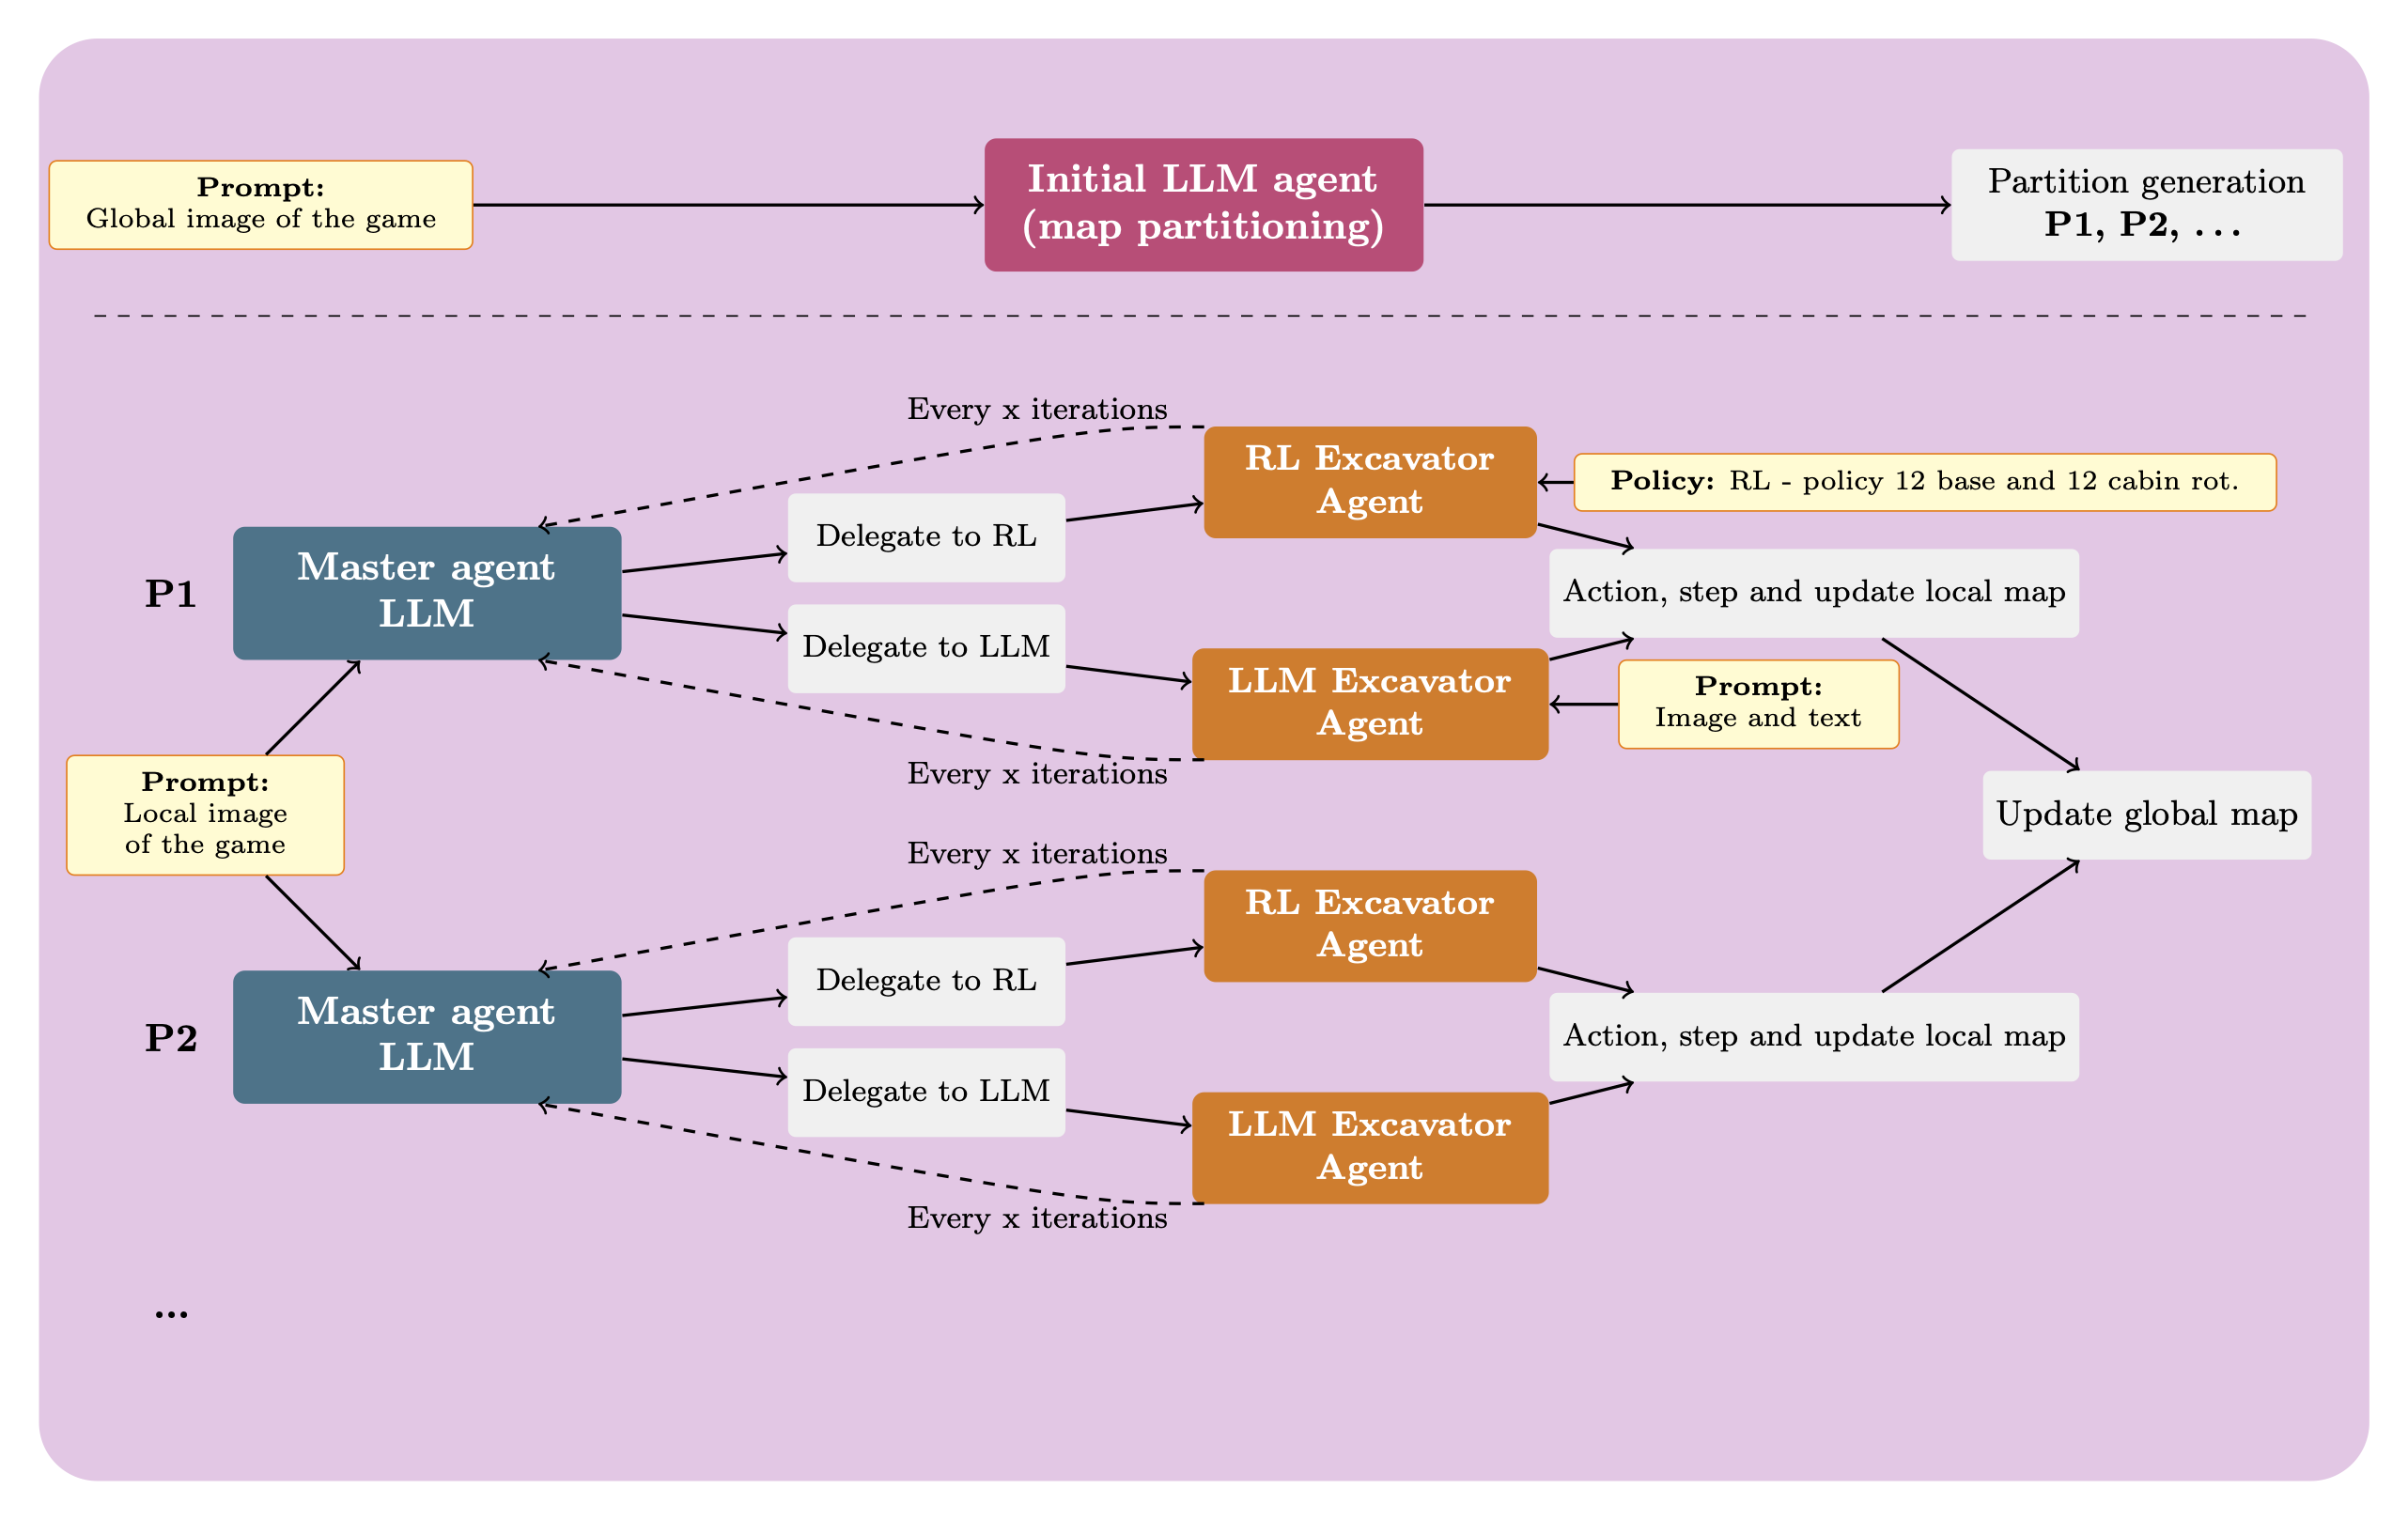 Prompt:
Global image of the game
Initial LLM agent
(map partitioning)
Partition generation
P1, P2, . . .
Every x iterations
RL Excavator
Agent
Policy: RL - policy 12 base and 12 cabin rot.
Delegate to RL
P1
Master agent
LLM
Action, step and update local map
Delegate to LLM
LLM Excavator
Agent
Prompt:
Image and text
Every x iterations
Prompt:
Local image
of the game
Update global map
Every x iterations
RL Excavator
Agent
Delegate to RL
P2
Master agent
LLM
Action, step and update local map
Delegate to LLM
LLM Excavator
Agent
Every x iterations
...